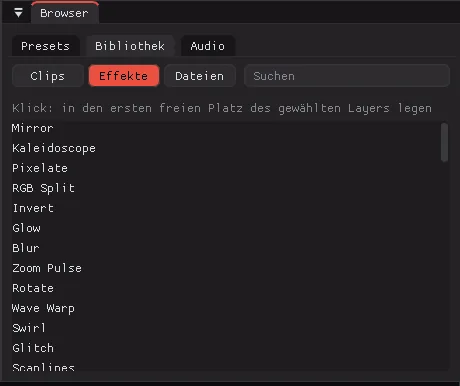 Browser
Presets Bibliothek Audio
Clips Effekte Dateien Suchen
Klick: in den ersten freien Platz des gewählten Layers legen
Mirror
Kaleidoscope
Pixelate
RGB Split
Invert
Glow
Blur
Zoom Pulse
Rotate
Wave Warp
Swirl
Glitch
Scanlines